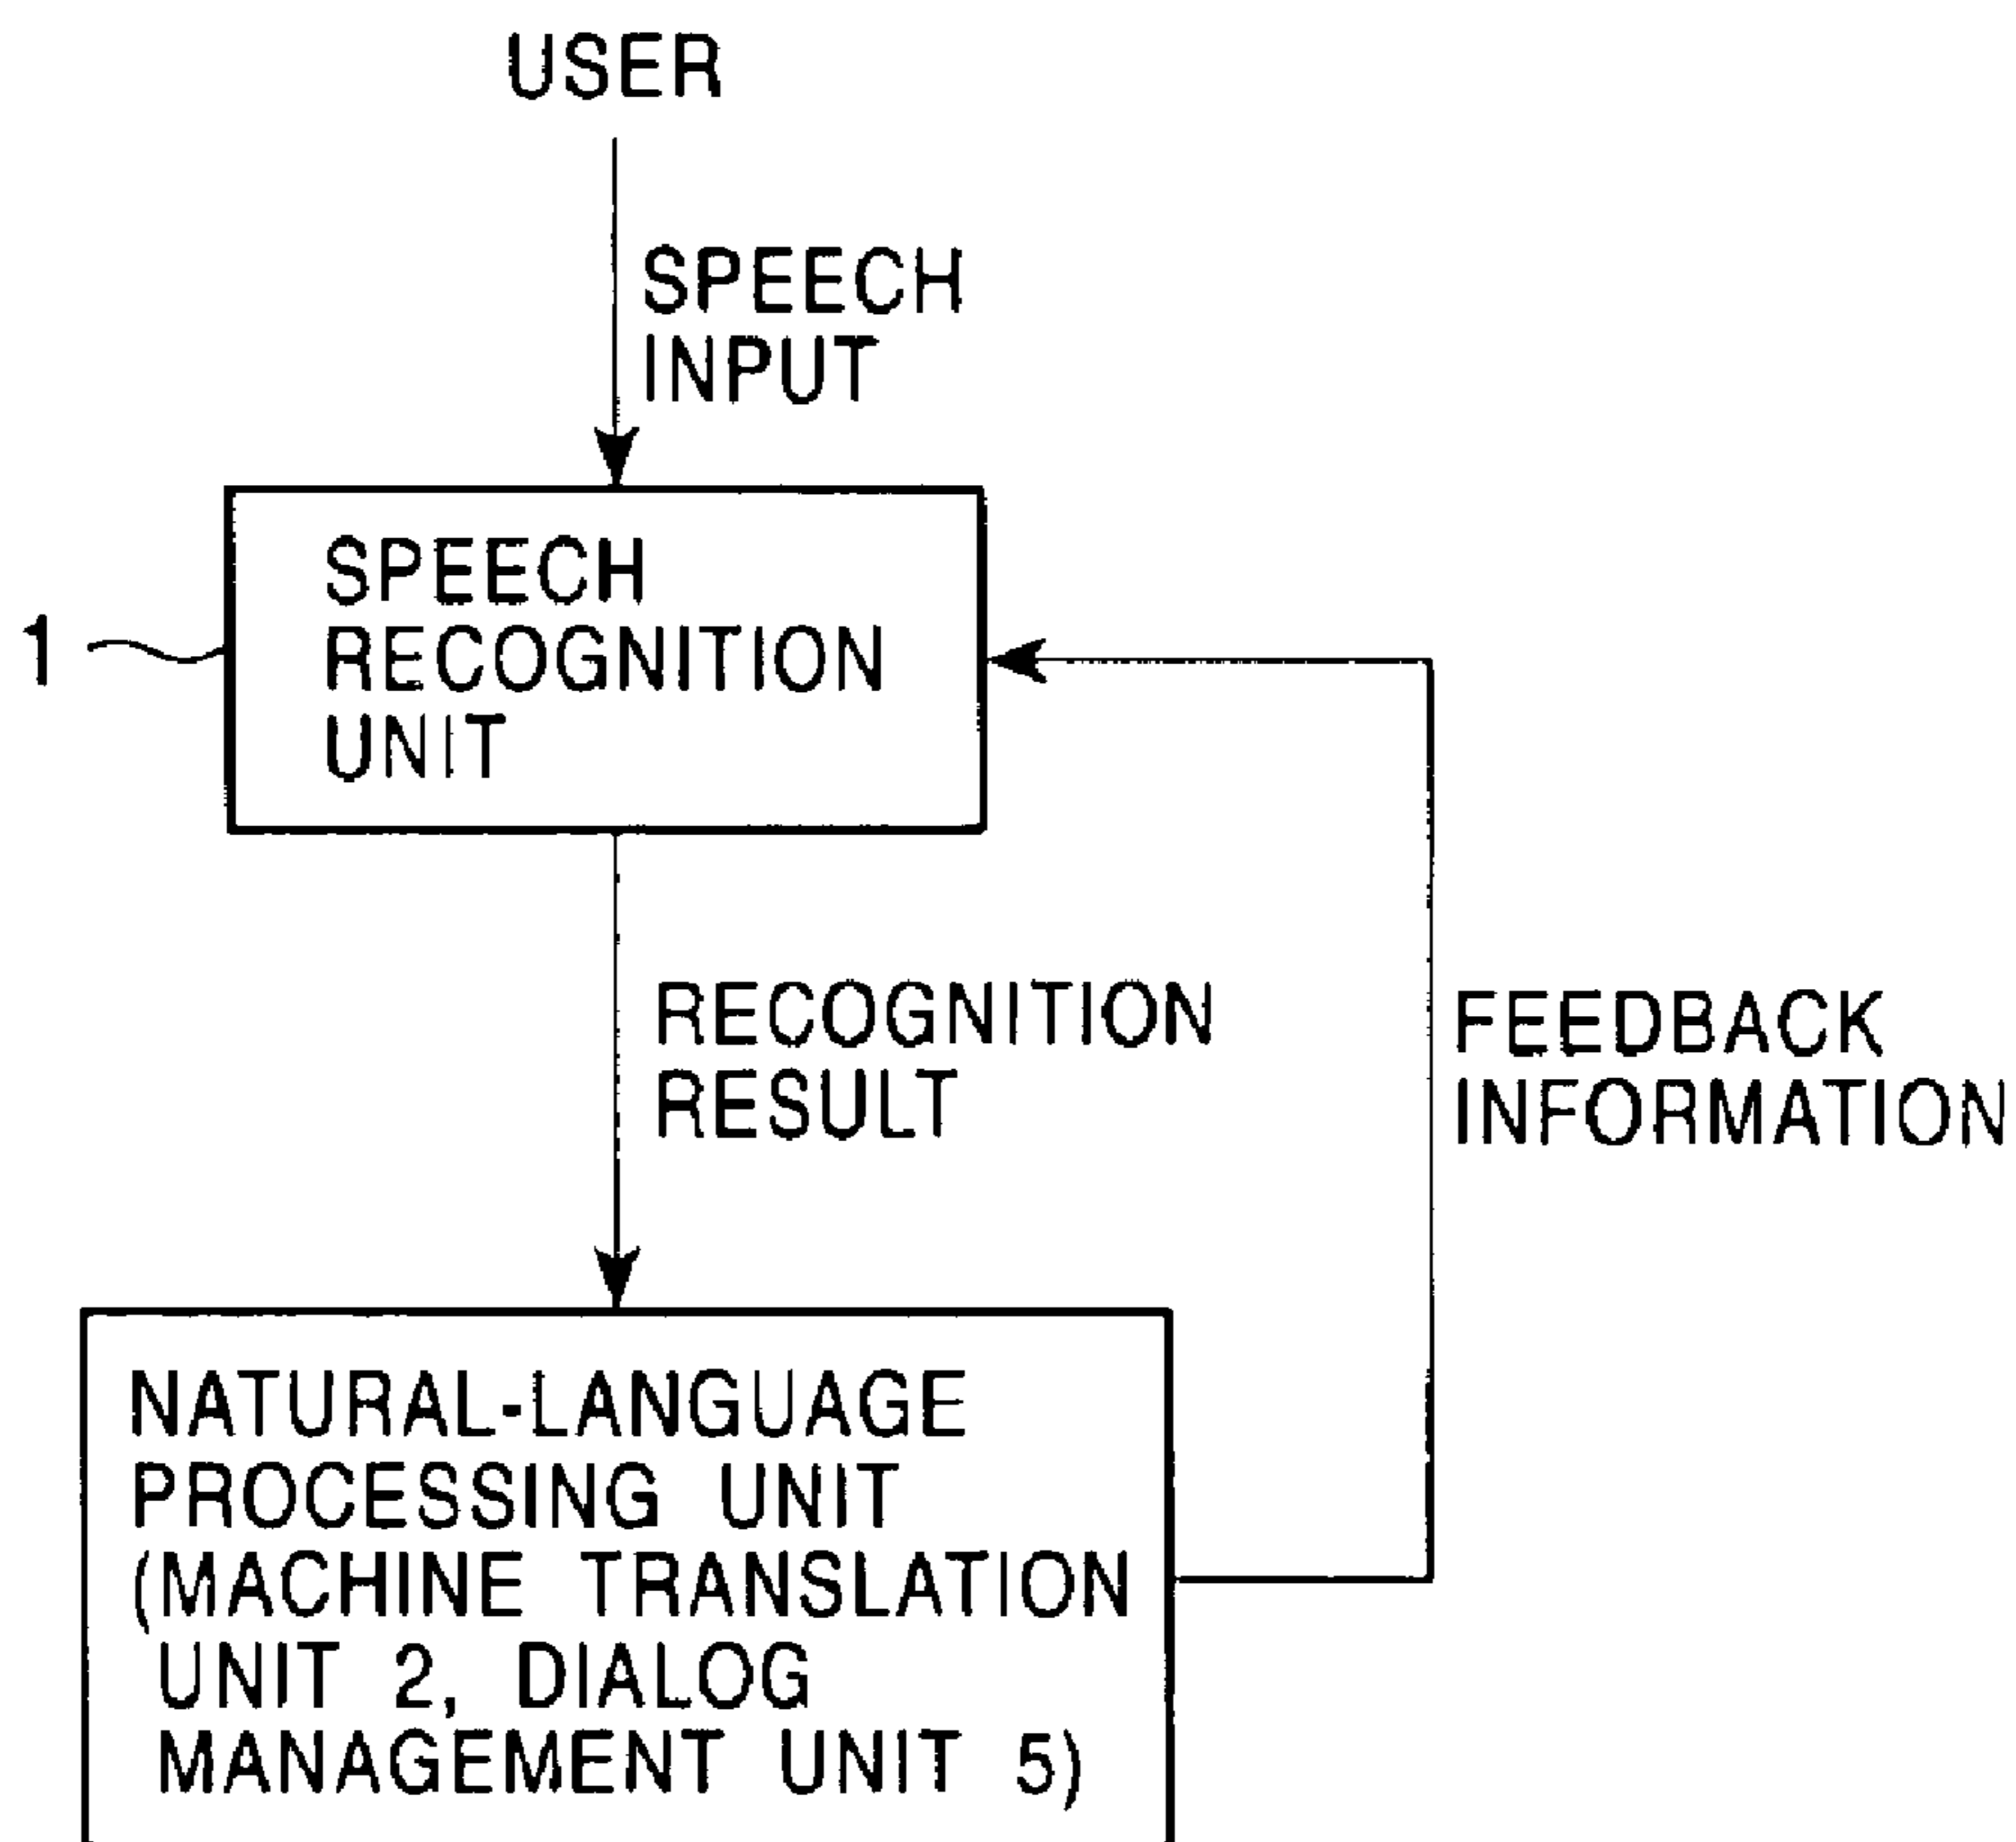 USER
SPEECH
INPUT
SPEECH
RECOGNITION
UNIT
1
RECOGNITION
RESULT
FEEDBACK
INFORMATION
NATURAL-LANGUAGE
PROCESSING UNIT
(MACHINE TRANSLATION
UNIT 2, DIALOG
MANAGEMENT UNIT 5)